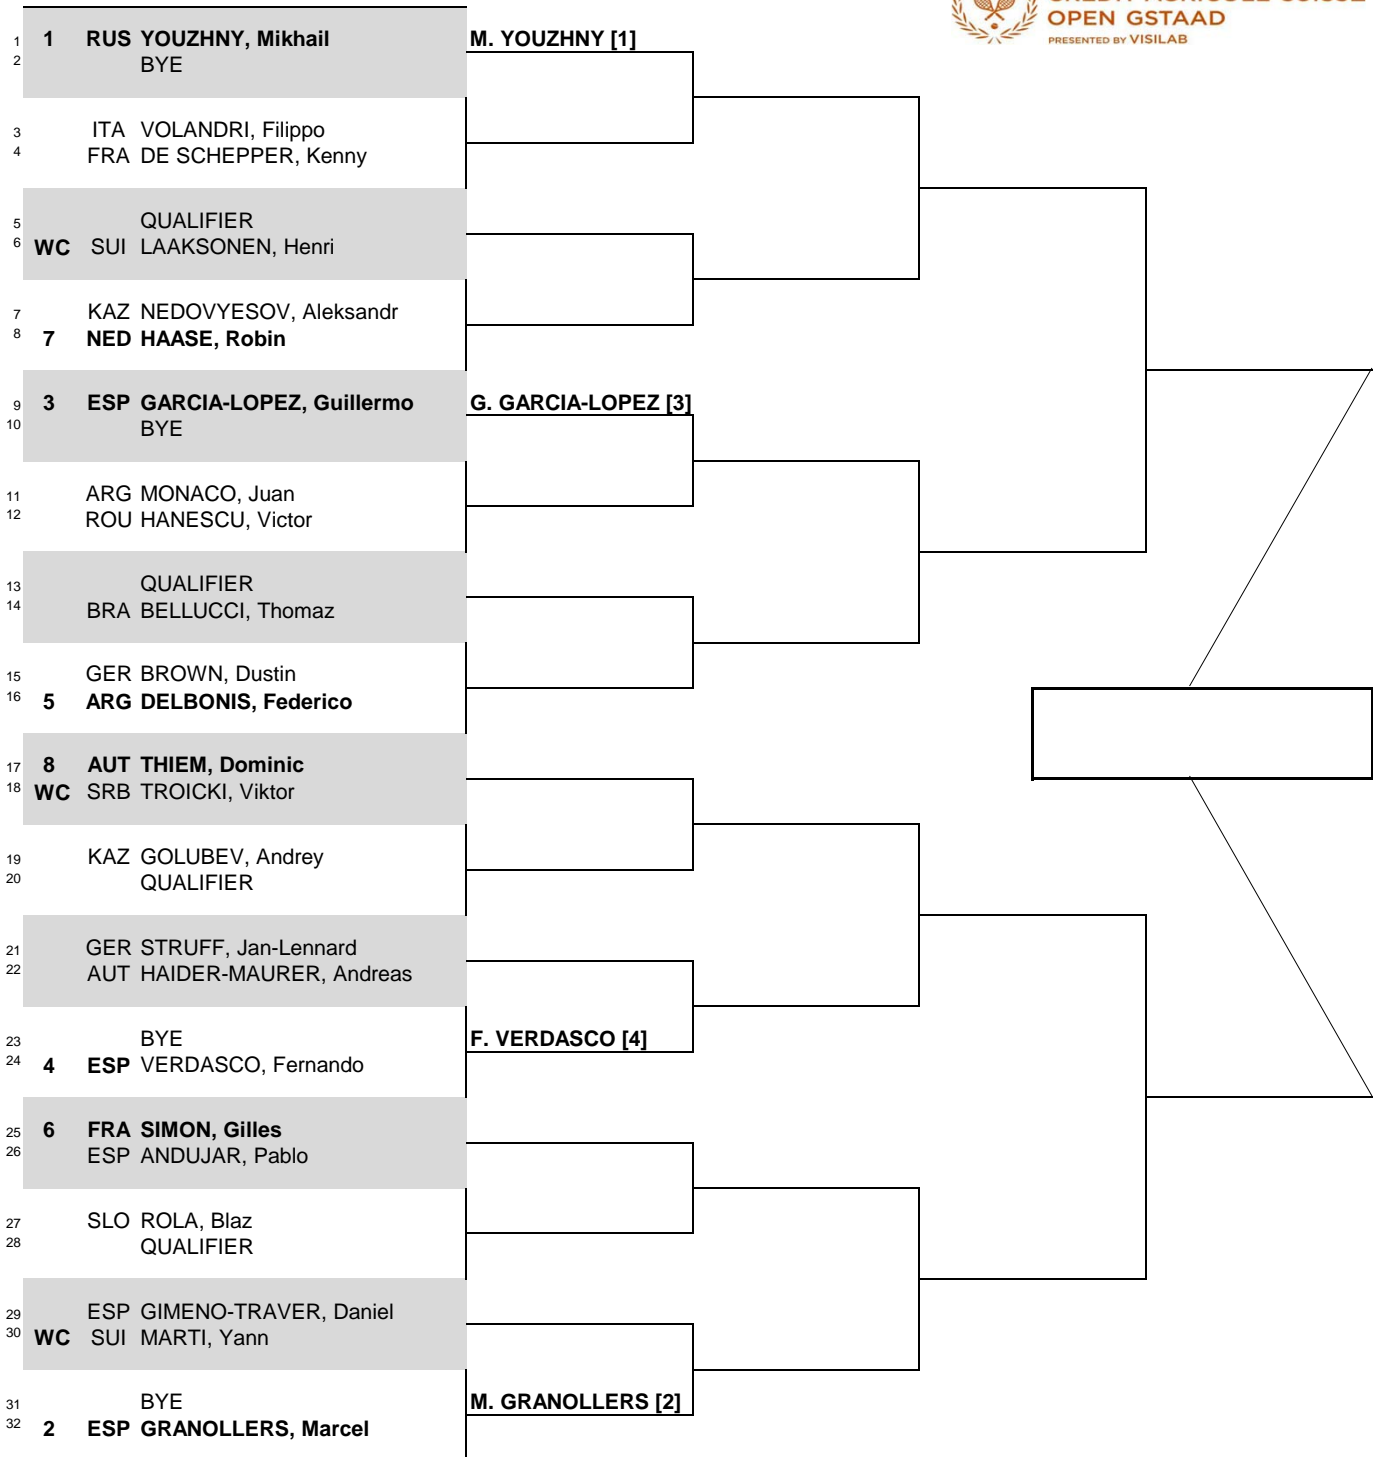 OPEN GSTAAD
PRESENTED BY VISILAB
1 1 RUS YOUZHNY, Mikhail M. YOUZHNY [1]
2 BYE
3 ITA VOLANDRI, Filippo
4 FRA DE SCHEPPER, Kenny
5 QUALIFIER
6 WC SUI LAAKSONEN, Henri
7 KAZ NEDOVYESOV, Aleksandr
8 7 NED HAASE, Robin
9 3 ESP GARCIA-LOPEZ, Guillermo G. GARCIA-LOPEZ [3]
10 BYE
11 ARG MONACO, Juan
12 ROU HANESCU, Victor
13 QUALIFIER
14 BRA BELLUCCI, Thomaz
15 GER BROWN, Dustin
16 5 ARG DELBONIS, Federico
17 8 AUT THIEM, Dominic
18 WC SRB TROICKI, Viktor
19 KAZ GOLUBEV, Andrey
20 QUALIFIER
21 GER STRUFF, Jan-Lennard
22 AUT HAIDER-MAURER, Andreas
23 BYE F. VERDASCO [4]
24 4 ESP VERDASCO, Fernando
25 6 FRA SIMON, Gilles
26 ESP ANDUJAR, Pablo
27 SLO ROLA, Blaz
28 QUALIFIER
29 ESP GIMENO-TRAVER, Daniel
30 WC SUI MARTI, Yann
31 BYE M. GRANOLLERS [2]
32 2 ESP GRANOLLERS, Marcel